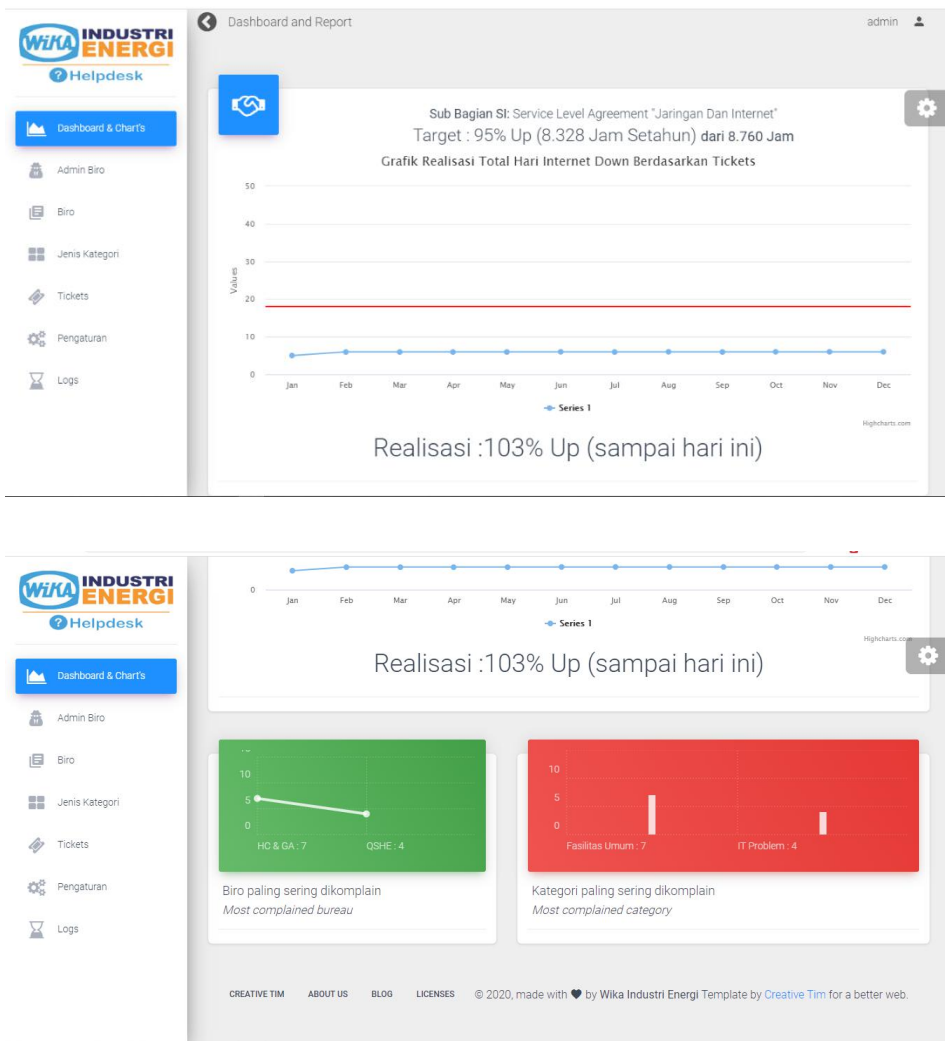 WiKA INDUSTRI ENERGI
Helpdesk
Dashboard & Chart's
Admin Biro
Biro
Jenis Kategori
Tickets
Pengaturan
Logs
Dashboard and Report
admin
Sub Bagian SI: Service Level Agreement "Jaringan Dan Internet"
Target : 95% Up (8.328 Jam Setahun) dari 8.760 Jam
Grafik Realisasi Total Hari Internet Down Berdasarkan Tickets
Values
50
40
30
20
10
0
Jan Feb Mar Apr May Jun Jul Aug Sep Oct Nov Dec
Series 1
Highcharts.com
Realisasi :103% Up (sampai hari ini)
WiKA INDUSTRI ENERGI
Helpdesk
Dashboard & Chart's
Admin Biro
Biro
Jenis Kategori
Tickets
Pengaturan
Logs
0
Jan Feb Mar Apr May Jun Jul Aug Sep Oct Nov Dec
Series 1
Highcharts.com
Realisasi :103% Up (sampai hari ini)
10
5
0
HC & GA : 7 QSHE : 4
Biro paling sering dikomplain
Most complained bureau
10
5
0
Fasilitas Umum : 7 IT Problem : 4
Kategori paling sering dikomplain
Most complained category
CREATIVE TIM ABOUT US BLOG LICENSES © 2020, made with ♥ by Wika Industri Energi Template by Creative Tim for a better web.